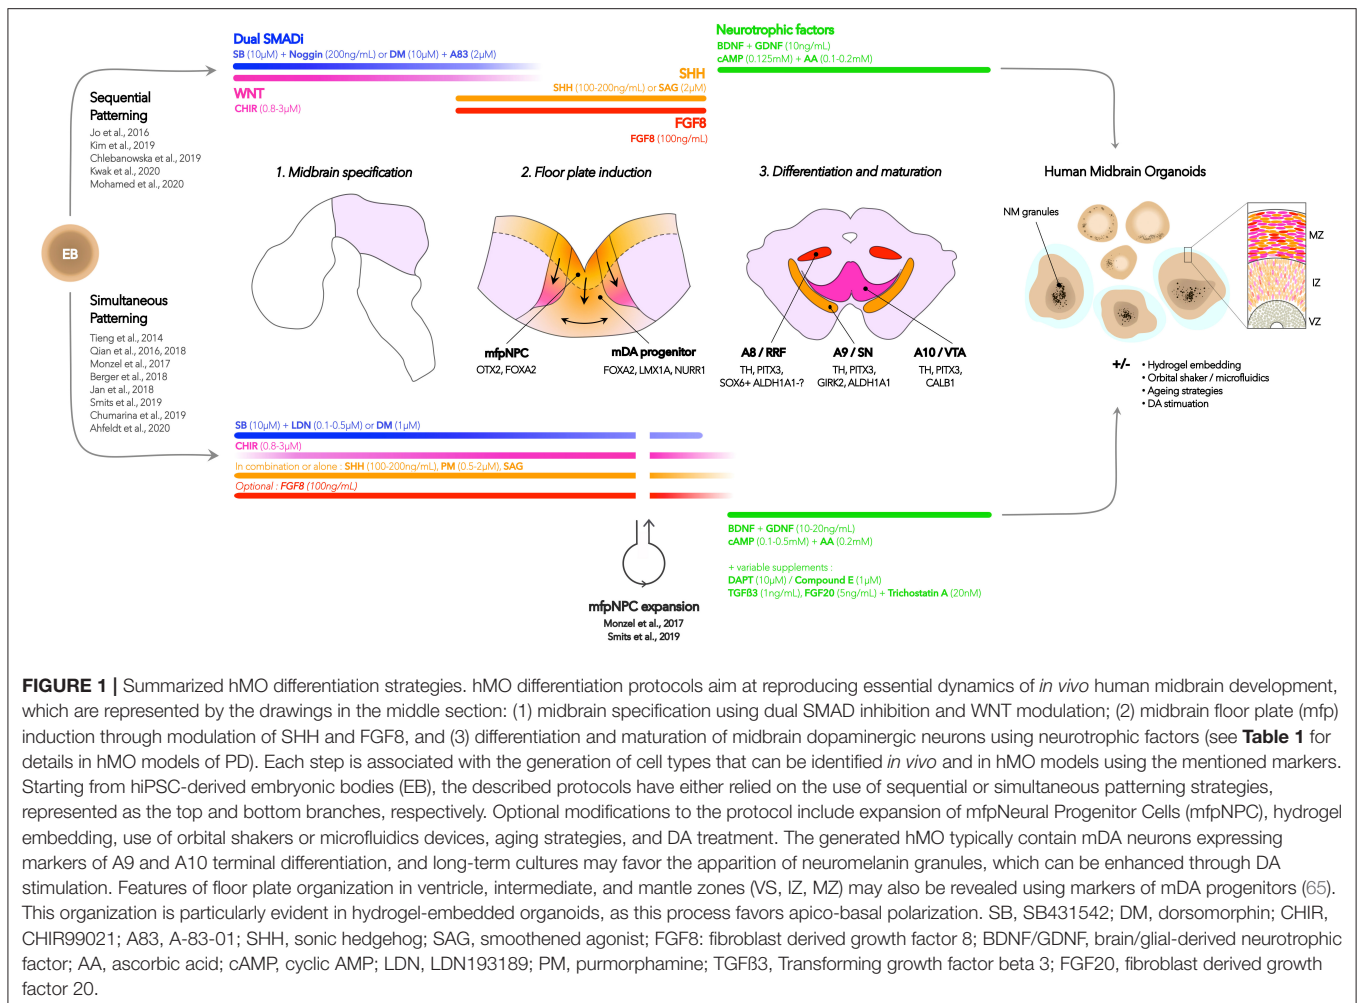 Dual SMADi
SB (10µM) + Noggin (200ng/mL) or DM (10µM) + A83 (2µM)
WNT
CHIR (0.8-3µM)
SHH
SHH (100-200ng/mL) or SAG (2µM)
FGF8
FGF8 (100ng/mL)
Neurotrophic factors
BDNF + GDNF (10ng/mL)
cAMP (0.125mM) + AA (0.1-0.2mM)
Sequential
Patterning
Jo et al., 2016
Kim et al., 2019
Chlebanowska et al., 2019
Kwak et al., 2020
Mohamed et al., 2020
EB
Simultaneous
Patterning
Tieng et al., 2014
Qian et al., 2016, 2018
Monzel et al., 2017
Berger et al., 2018
Jan et al., 2018
Smits et al., 2019
Chumarina et al., 2019
Ahfeldt et al., 2020
1. Midbrain specification
2. Floor plate induction
3. Differentiation and maturation
Human Midbrain Organoids
mfpNPC
OTX2, FOXA2
mDA progenitor
FOXA2, LMX1A, NURR1
A8 / RRF
TH, PITX3,
SOX6+ ALDH1A1-?
A9 / SN
TH, PITX3,
GIRK2, ALDH1A1
A10 / VTA
TH, PITX3,
CALB1
NM granules
MZ
IZ
VZ
+/-
• Hydrogel embedding
• Orbital shaker / microfluidics
• Ageing strategies
• DA stimuation
SB (10µM) + LDN (0.1-0.5µM) or DM (1µM)
CHIR (0.8-3µM)
In combination or alone : SHH (100-200ng/mL), PM (0.5-2µM), SAG
Optional : FGF8 (100ng/mL)
mfpNPC expansion
Monzel et al., 2017
Smits et al., 2019
BDNF + GDNF (10-20ng/mL)
cAMP (0.1-0.5mM) + AA (0.2mM)
+ variable supplements :
DAPT (10µM) / Compound E (1µM)
TGFß3 (1ng/mL), FGF20 (5ng/mL) + Trichostatin A (20nM)
FIGURE 1 | Summarized hMO differentiation strategies. hMO differentiation protocols aim at reproducing essential dynamics of in vivo human midbrain development,
which are represented by the drawings in the middle section: (1) midbrain specification using dual SMAD inhibition and WNT modulation; (2) midbrain floor plate (mfp)
induction through modulation of SHH and FGF8, and (3) differentiation and maturation of midbrain dopaminergic neurons using neurotrophic factors (see Table 1 for
details in hMO models of PD). Each step is associated with the generation of cell types that can be identified in vivo and in hMO models using the mentioned markers.
Starting from hiPSC-derived embryonic bodies (EB), the described protocols have either relied on the use of sequential or simultaneous patterning strategies,
represented as the top and bottom branches, respectively. Optional modifications to the protocol include expansion of mfpNeural Progenitor Cells (mfpNPC), hydrogel
embedding, use of orbital shakers or microfluidics devices, aging strategies, and DA treatment. The generated hMO typically contain mDA neurons expressing
markers of A9 and A10 terminal differentiation, and long-term cultures may favor the apparition of neuromelanin granules, which can be enhanced through DA
stimulation. Features of floor plate organization in ventricle, intermediate, and mantle zones (VS, IZ, MZ) may also be revealed using markers of mDA progenitors (65).
This organization is particularly evident in hydrogel-embedded organoids, as this process favors apico-basal polarization. SB, SB431542; DM, dorsomorphin; CHIR,
CHIR99021; A83, A-83-01; SHH, sonic hedgehog; SAG, smoothened agonist; FGF8: fibroblast derived growth factor 8; BDNF/GDNF, brain/glial-derived neurotrophic
factor; AA, ascorbic acid; cAMP, cyclic AMP; LDN, LDN193189; PM, purmorphamine; TGFß3, Transforming growth factor beta 3; FGF20, fibroblast derived growth
factor 20.